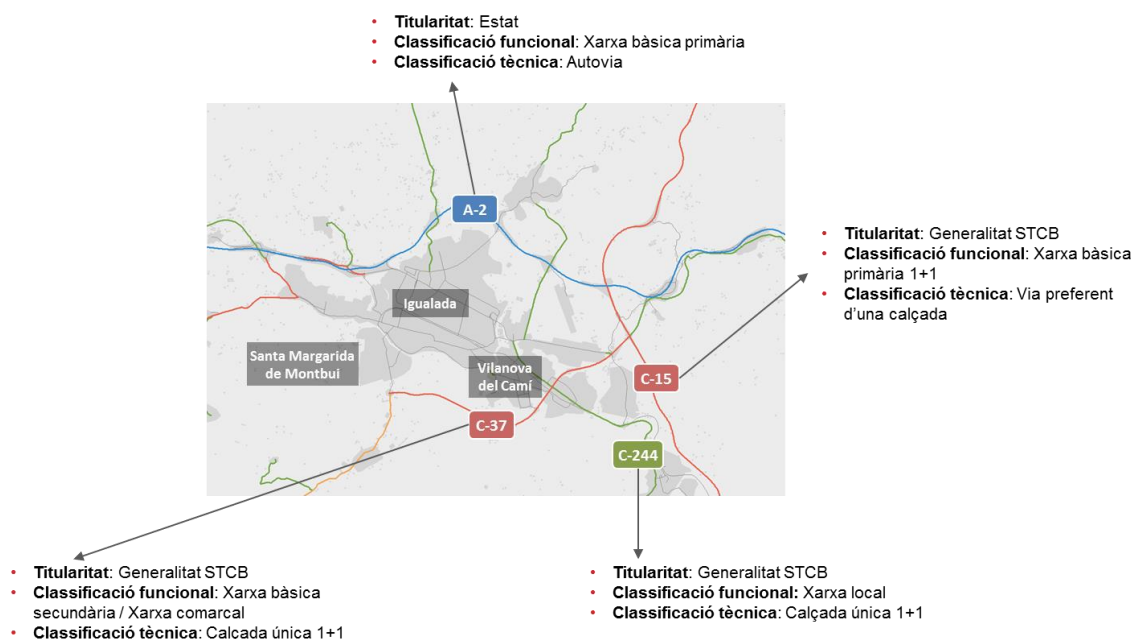 • Titularitat: Estat
• Classificació funcional: Xarxa bàsica primària
• Classificació tècnica: Autovia
A-2
Igualada
Santa Margarida
de Montbui
Vilanova
del Camí
C-15
C-37
C-244
• Titularitat: Generalitat STCB
• Classificació funcional: Xarxa bàsica
primària 1+1
• Classificació tècnica: Via preferent
d'una calçada
• Titularitat: Generalitat STCB
• Classificació funcional: Xarxa bàsica
secundària / Xarxa comarcal
• Classificació tècnica: Calçada única 1+1
• Titularitat: Generalitat STCB
• Classificació funcional: Xarxa local
• Classificació tècnica: Calçada única 1+1